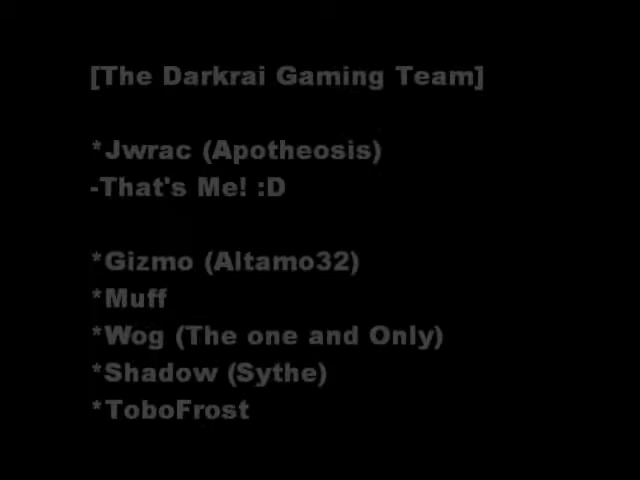 [The Darkrai Gaming Team]
*Jwrac (Apotheosis)
-That's Me! :D
*Gizmo (Altamo32)
*Muff
*Wog (The one and Only)
*Shadow (Sythe)
*ToboFrost